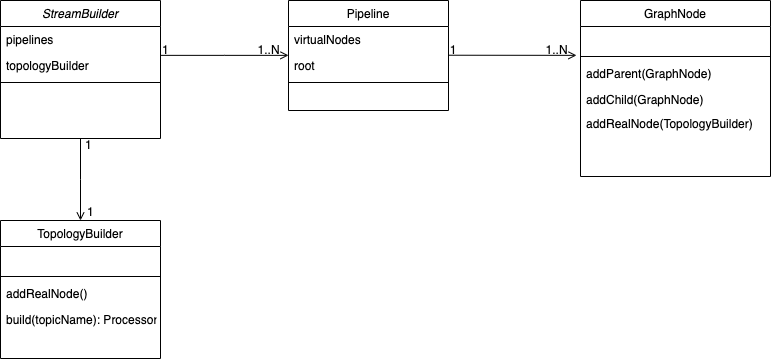 StreamBuilder
pipelines
topologyBuilder
1
1..N
Pipeline
virtualNodes
root
1
1..N
GraphNode
addParent(GraphNode)
addChild(GraphNode)
addRealNode(TopologyBuilder)
1
1
TopologyBuilder
addRealNode()
build(topicName): Processor